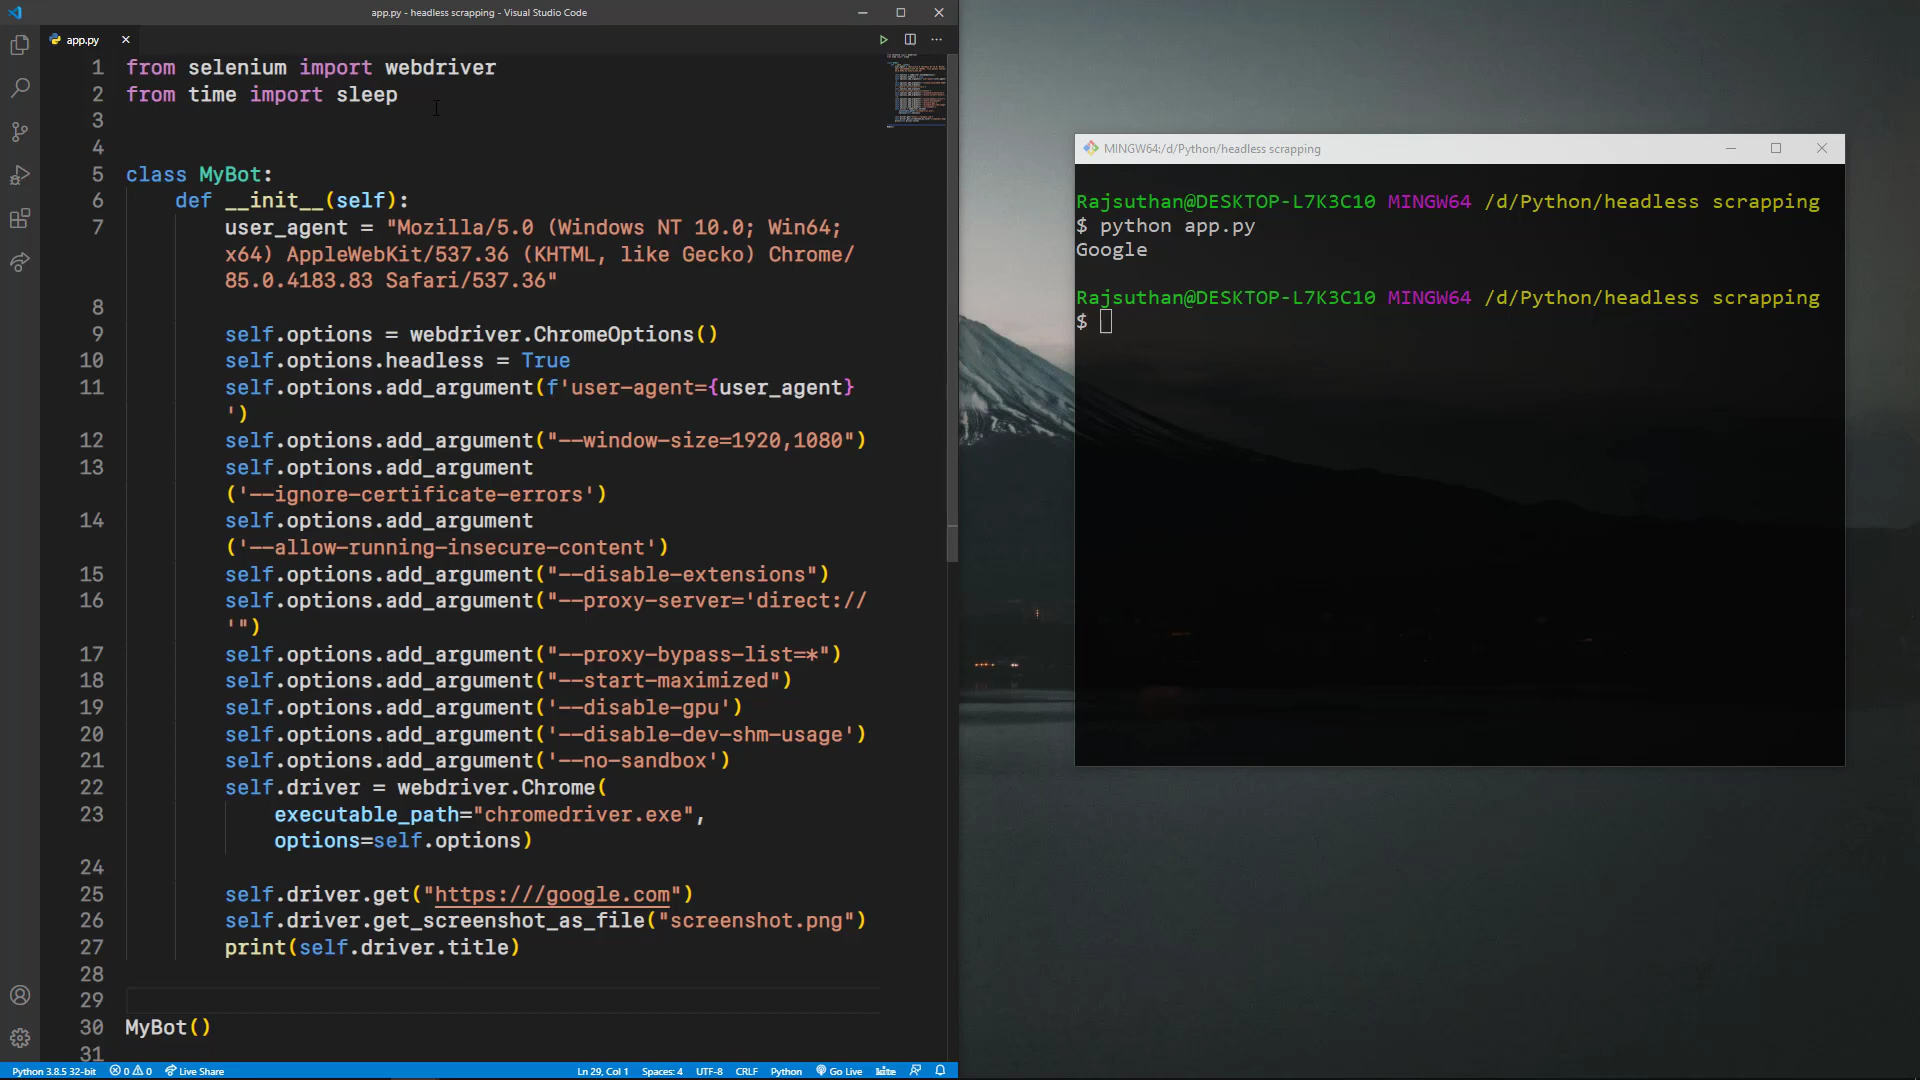 app.py - headless scrapping - Visual Studio Code
app.py
1 from selenium import webdriver
2 from time import sleep
3
4
5 class MyBot:
6 def __init__(self):
7 user_agent = "Mozilla/5.0 (Windows NT 10.0; Win64;
x64) AppleWebKit/537.36 (KHTML, like Gecko) Chrome/
85.0.4183.83 Safari/537.36"
8
9 self.options = webdriver.ChromeOptions()
10 self.options.headless = True
11 self.options.add_argument(f'user-agent={user_agent}
')
12 self.options.add_argument("--window-size=1920,1080")
13 self.options.add_argument
('--ignore-certificate-errors')
14 self.options.add_argument
('--allow-running-insecure-content')
15 self.options.add_argument("--disable-extensions")
16 self.options.add_argument("--proxy-server='direct://
'")
17 self.options.add_argument("--proxy-bypass-list=*")
18 self.options.add_argument("--start-maximized")
19 self.options.add_argument('--disable-gpu')
20 self.options.add_argument('--disable-dev-shm-usage')
21 self.options.add_argument('--no-sandbox')
22 self.driver = webdriver.Chrome(
23 executable_path="chromedriver.exe",
options=self.options)
24
25 self.driver.get("https:///google.com")
26 self.driver.get_screenshot_as_file("screenshot.png")
27 print(self.driver.title)
28
29
30 MyBot()
31
Python 3.8.5 32-bit 0 0 Live Share Ln 29, Col 1 Spaces: 4 UTF-8 CRLF Python Go Live kite
MINGW64:/d/Python/headless scrapping
Rajsuthan@DESKTOP-L7K3C10 MINGW64 /d/Python/headless scrapping
$ python app.py
Google
Rajsuthan@DESKTOP-L7K3C10 MINGW64 /d/Python/headless scrapping
$